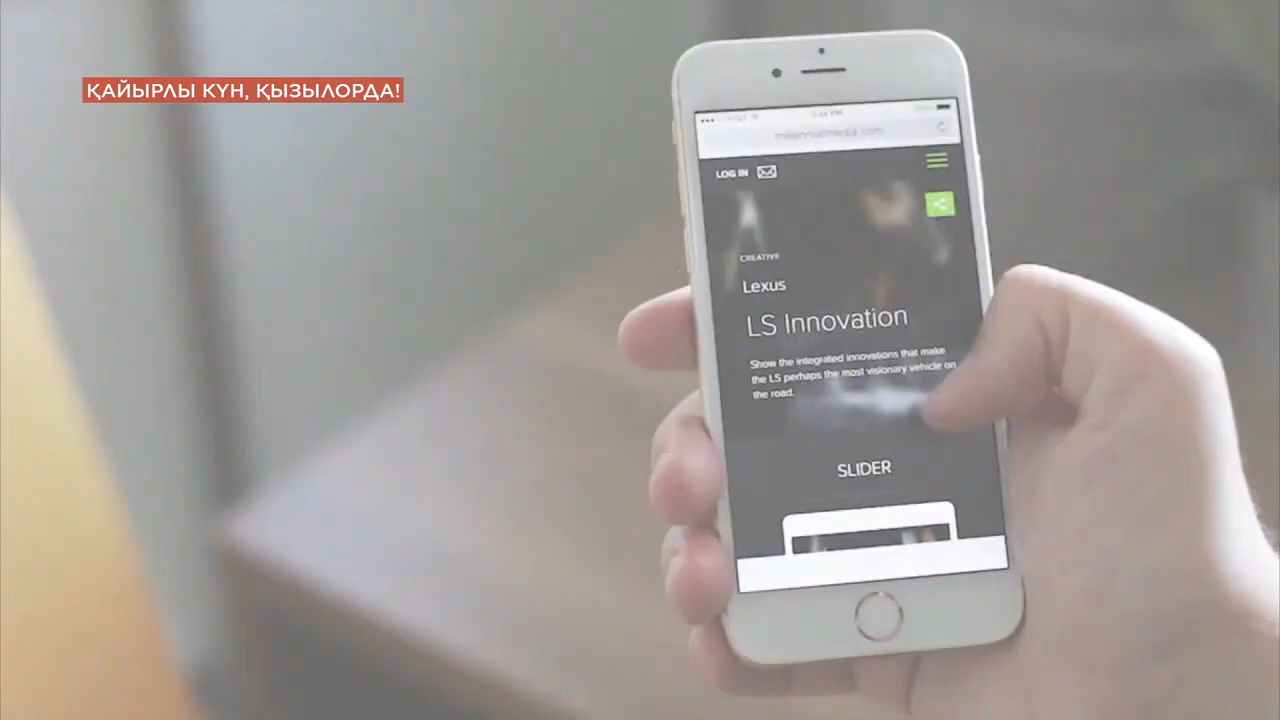 ҚАЙЫРЛЫ КҮН, ҚЫЗЫЛОРДА!
LOG IN
CREATIVE
Lexus
LS Innovation
Show the integrated innovations that make
the LS perhaps the most visionary vehicle on
the road.
SLIDER